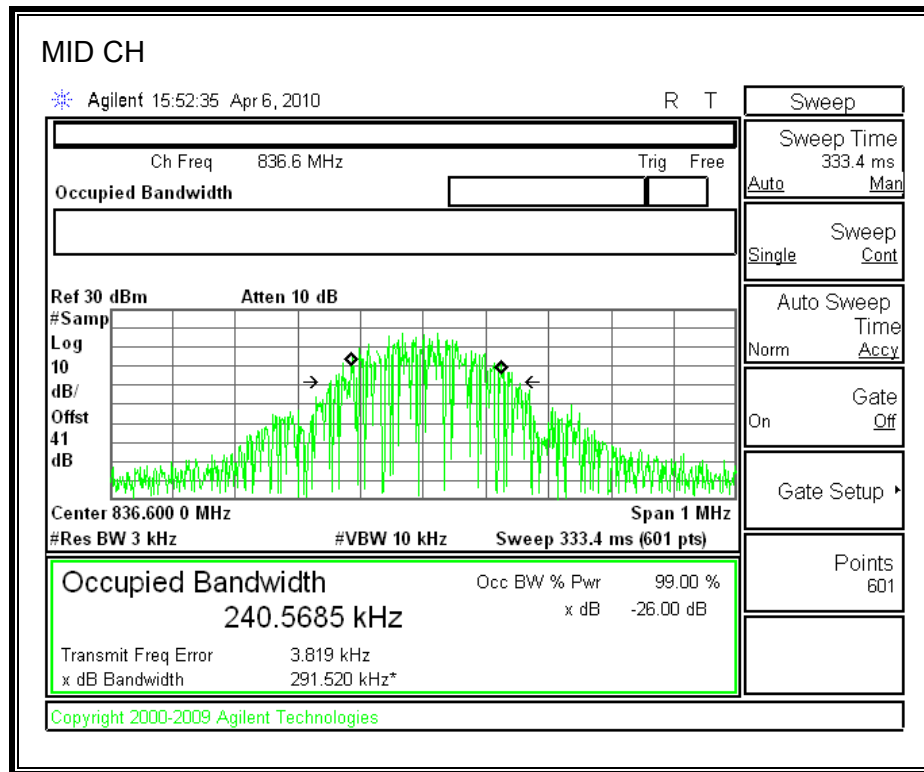 MID CH
Agilent 15:52:35 Apr 6, 2010 R T
Ch Freq 836.6 MHz Trig Free
Occupied Bandwidth
Ref 30 dBm Atten 10 dB
#Samp
Log
10
dB/
Offst
41
dB
Center 836.600 0 MHz Span 1 MHz
#Res BW 3 kHz #VBW 10 kHz Sweep 333.4 ms (601 pts)
Occupied Bandwidth Occ BW % Pwr 99.00 %
240.5685 kHz x dB -26.00 dB
Transmit Freq Error 3.819 kHz
x dB Bandwidth 291.520 kHz*
Copyright 2000-2009 Agilent Technologies
Sweep
Sweep Time
333.4 ms
Auto Man
Sweep
Single Cont
Auto Sweep
Time
Norm Accy
Gate
On Off
Gate Setup
Points
601